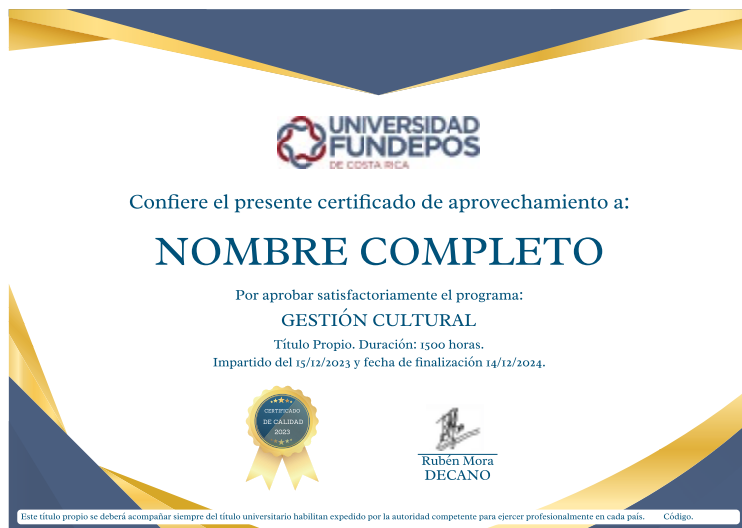 UNIVERSIDAD
FUNDEPOS
DE COSTA RICA
Confiere el presente certificado de aprovechamiento a:
NOMBRE COMPLETO
Por aprobar satisfactoriamente el programa:
GESTIÓN CULTURAL
Título Propio. Duración: 1500 horas.
Impartido del 15/12/2023 y fecha de finalización 14/12/2024.
CERTIFICADO
DE CALIDAD
2023
Rubén Mora
DECANO
Este título propio se deberá acompañar siempre del título universitario habilitan expedido por la autoridad competente para ejercer profesionalmente en cada país. Código.